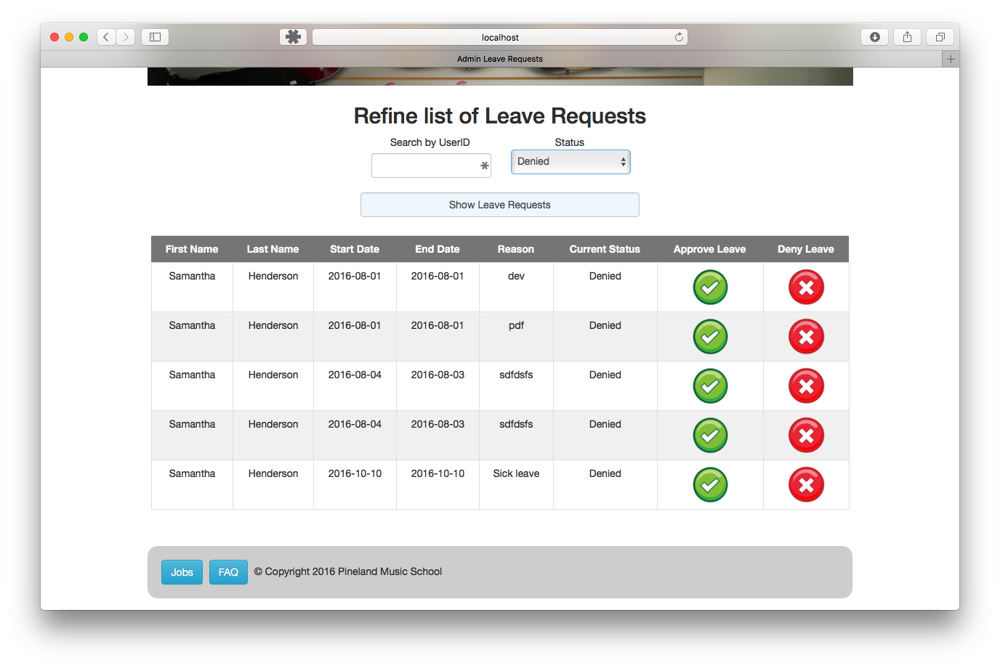 localhost
Admin Leave Requests
Refine list of Leave Requests
Search by UserID Status
Denied
Show Leave Requests
First Name Last Name Start Date End Date Reason Current Status Approve Leave Deny Leave
Samantha Henderson 2016-08-01 2016-08-01 dev Denied
Samantha Henderson 2016-08-01 2016-08-01 pdf Denied
Samantha Henderson 2016-08-04 2016-08-03 sdfdsfs Denied
Samantha Henderson 2016-08-04 2016-08-03 sdfdsfs Denied
Samantha Henderson 2016-10-10 2016-10-10 Sick leave Denied
Jobs FAQ © Copyright 2016 Pineland Music School